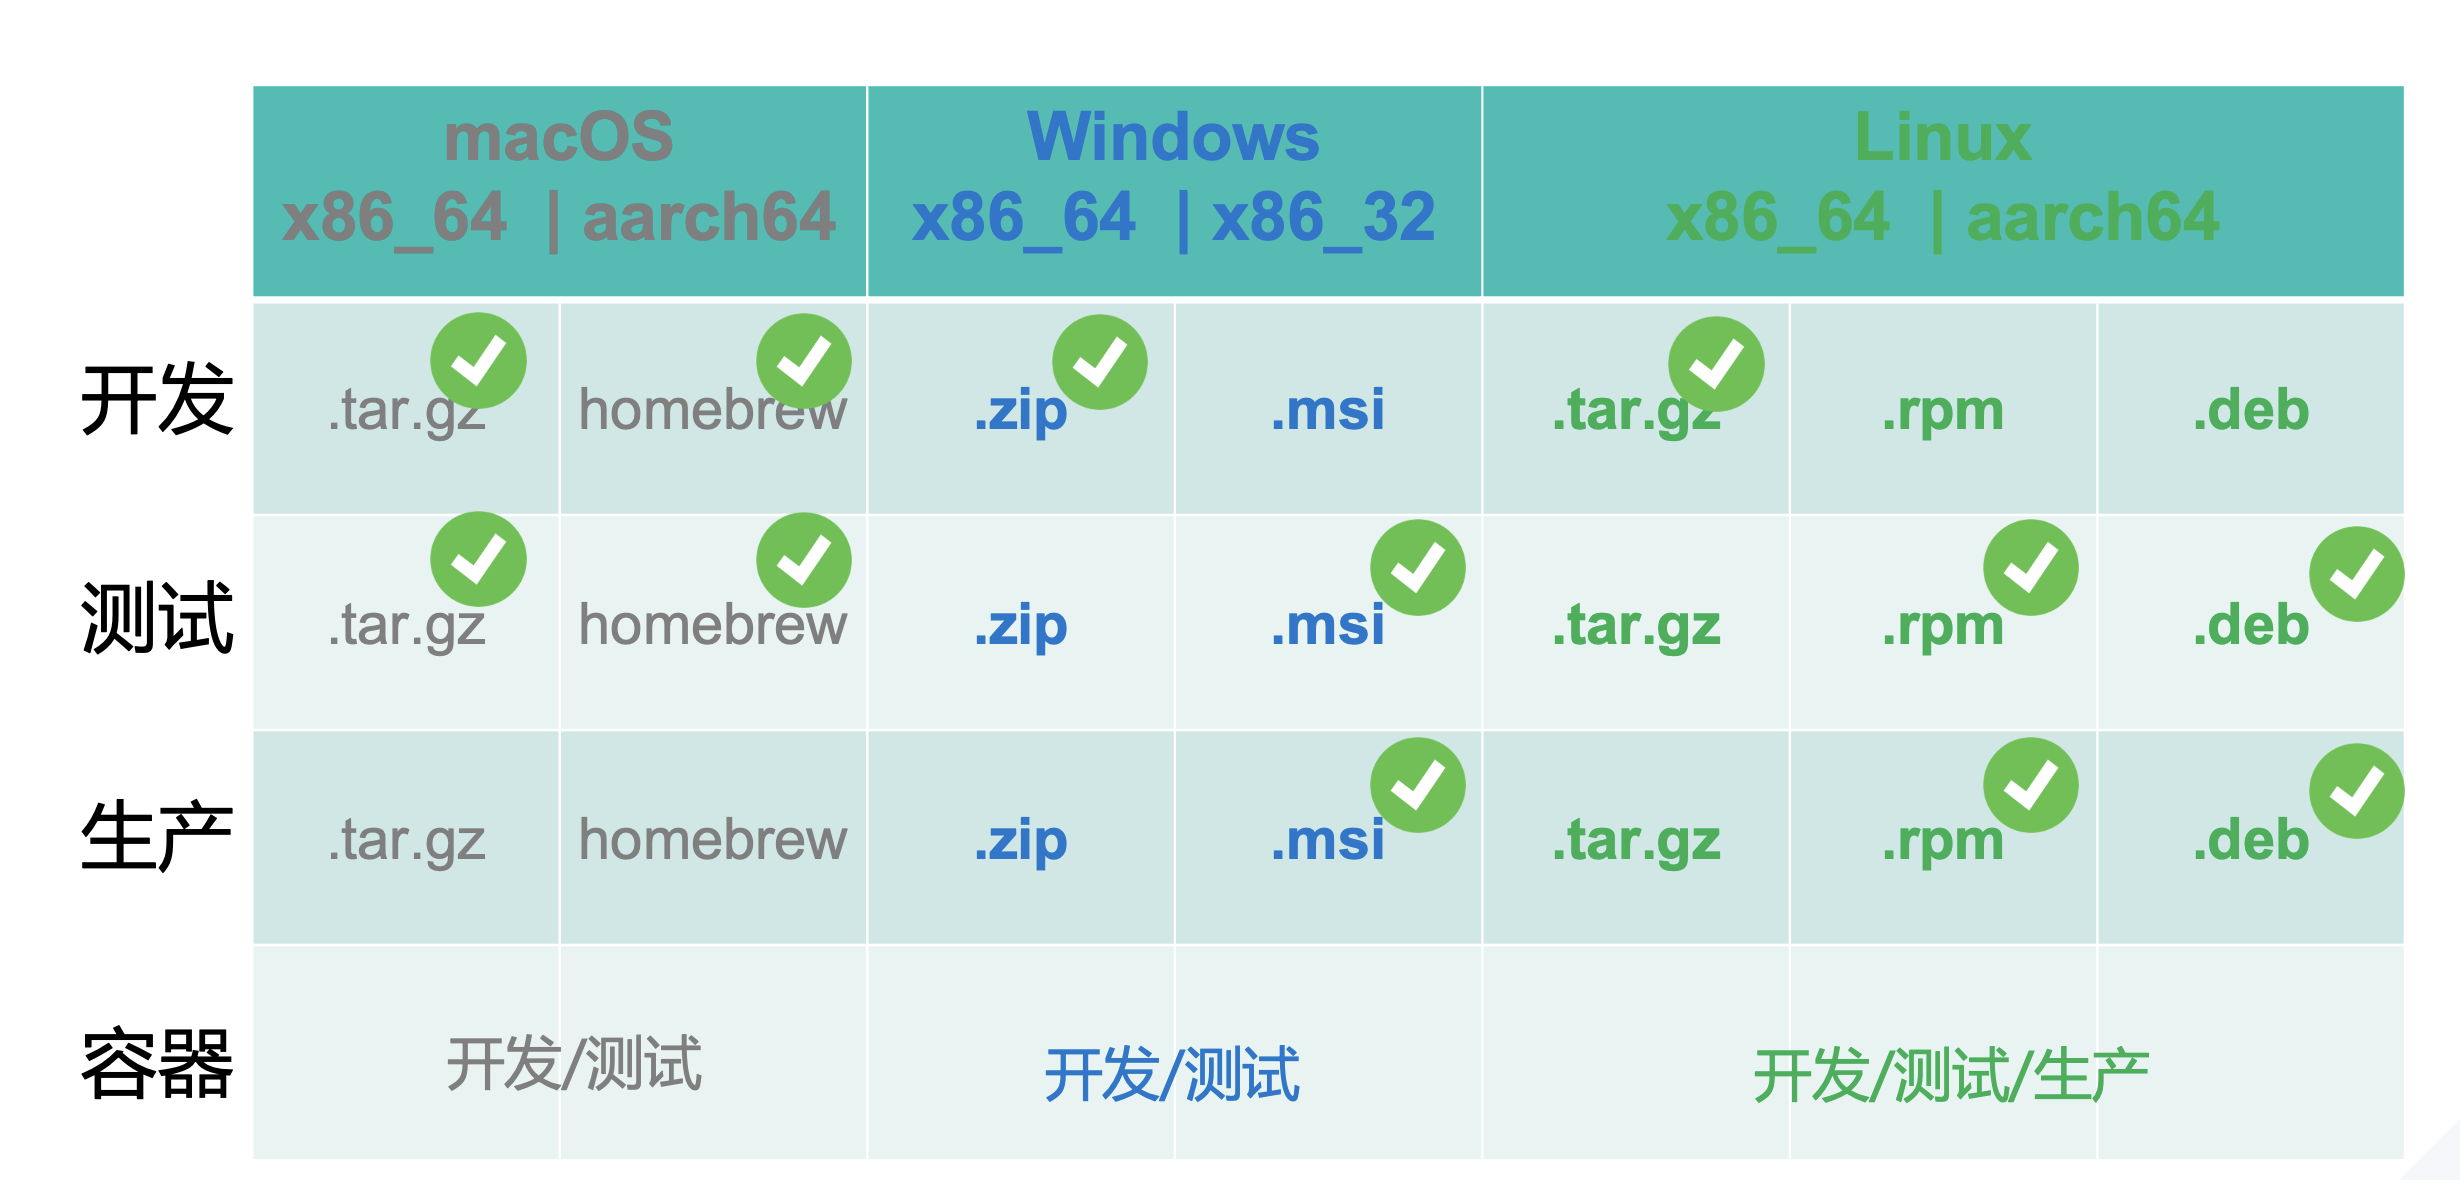 macOS
x86_64 | aarch64
Windows
x86_64 | x86_32
Linux
x86_64 | aarch64
开发
.tar.gz
homebrew
.zip
.msi
.tar.gz
.rpm
.deb
测试
.tar.gz
homebrew
.zip
.msi
.tar.gz
.rpm
.deb
生产
.tar.gz
homebrew
.zip
.msi
.tar.gz
.rpm
.deb
容器
开发/测试
开发/测试
开发/测试/生产